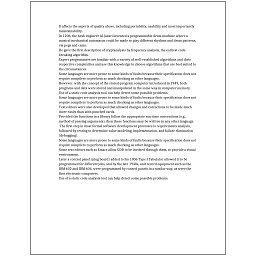 It affects the aspects of quality above, including portability, usability and most importantly
maintainability.
In 1206, the Arab engineer Al-Jazari invented a programmable drum machine where a
musical mechanical automaton could be made to play different rhythms and drum patterns,
via pegs and cams.
He gave the first description of cryptanalysis by frequency analysis, the earliest code-
breaking algorithm.
Expert programmers are familiar with a variety of well-established algorithms and their
respective complexities and use this knowledge to choose algorithms that are best suited to
the circumstances.
Some languages are more prone to some kinds of faults because their specification does not
require compilers to perform as much checking as other languages.
However, with the concept of the stored-program computer introduced in 1949, both
programs and data were stored and manipulated in the same way in computer memory.
Use of a static code analysis tool can help detect some possible problems.
Some languages are more prone to some kinds of faults because their specification does not
require compilers to perform as much checking as other languages.
Text editors were also developed that allowed changes and corrections to be made much
more easily than with punched cards.
Provided the functions in a library follow the appropriate run-time conventions (e.g.,
method of passing arguments), then these functions may be written in any other language.
The first step in most formal software development processes is requirements analysis,
followed by testing to determine value modeling, implementation, and failure elimination
(debugging).
Some languages are more prone to some kinds of faults because their specification does not
require compilers to perform as much checking as other languages.
Some text editors such as Emacs allow GDB to be invoked through them, to provide a visual
environment.
Later a control panel (plug board) added to his 1906 Type I Tabulator allowed it to be
programmed for different jobs, and by the late 1940s, unit record equipment such as the
IBM 602 and IBM 604, were programmed by control panels in a similar way, as were the
first electronic computers.
Use of a static code analysis tool can help detect some possible problems.